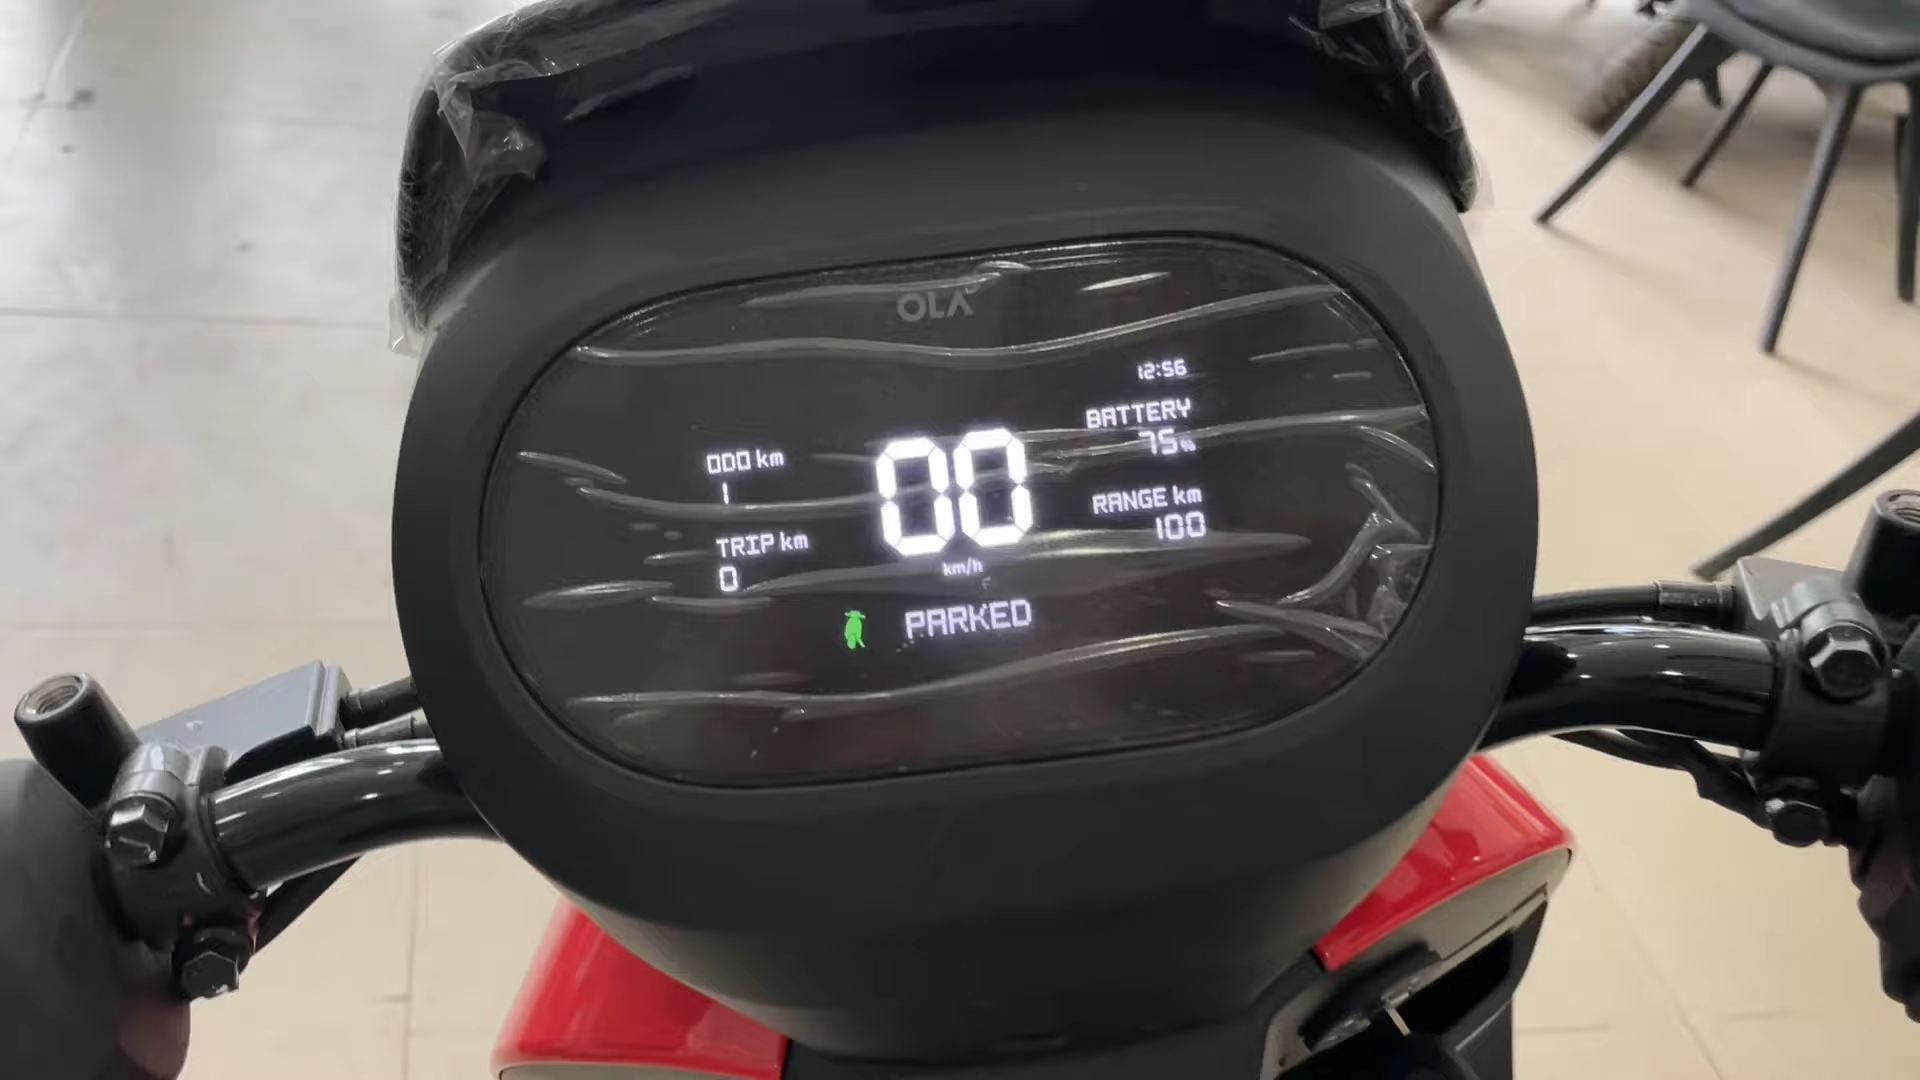 OLA
12:56
BATTERY
75%
ODO km
1
00
km/h
RANGE km
100
TRIP km
0
PARKED